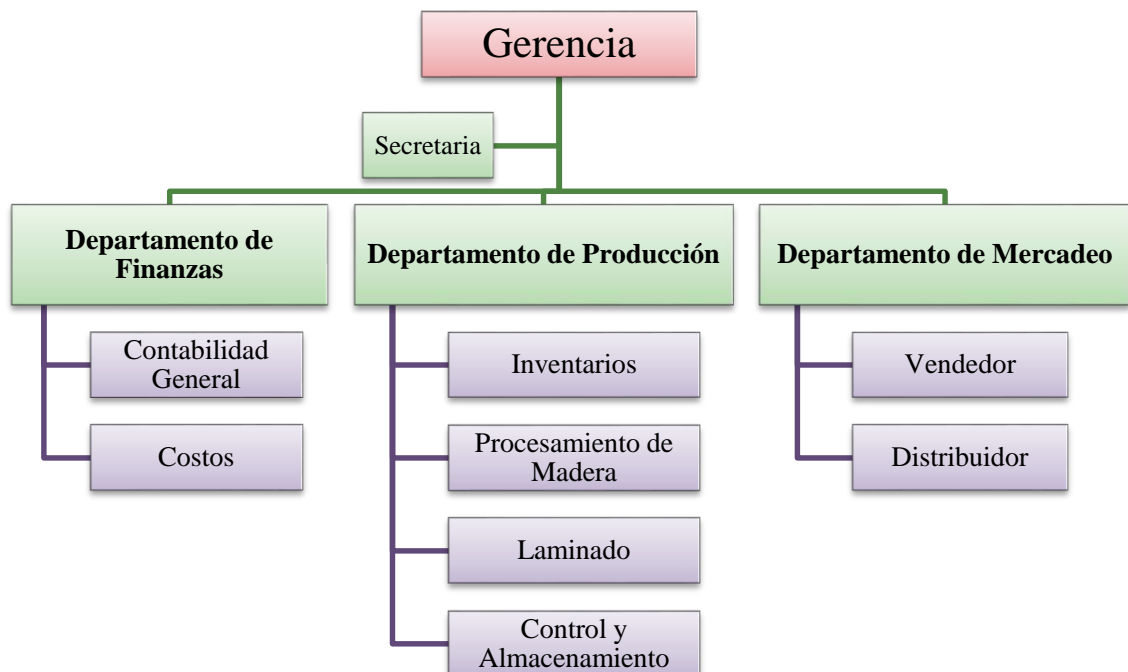 Gerencia
Secretaria
Departamento de
Finanzas
Departamento de Producción
Departamento de Mercadeo
Contabilidad
General
Costos
Inventarios
Procesamiento de
Madera
Laminado
Control y
Almacenamiento
Vendedor
Distribuidor